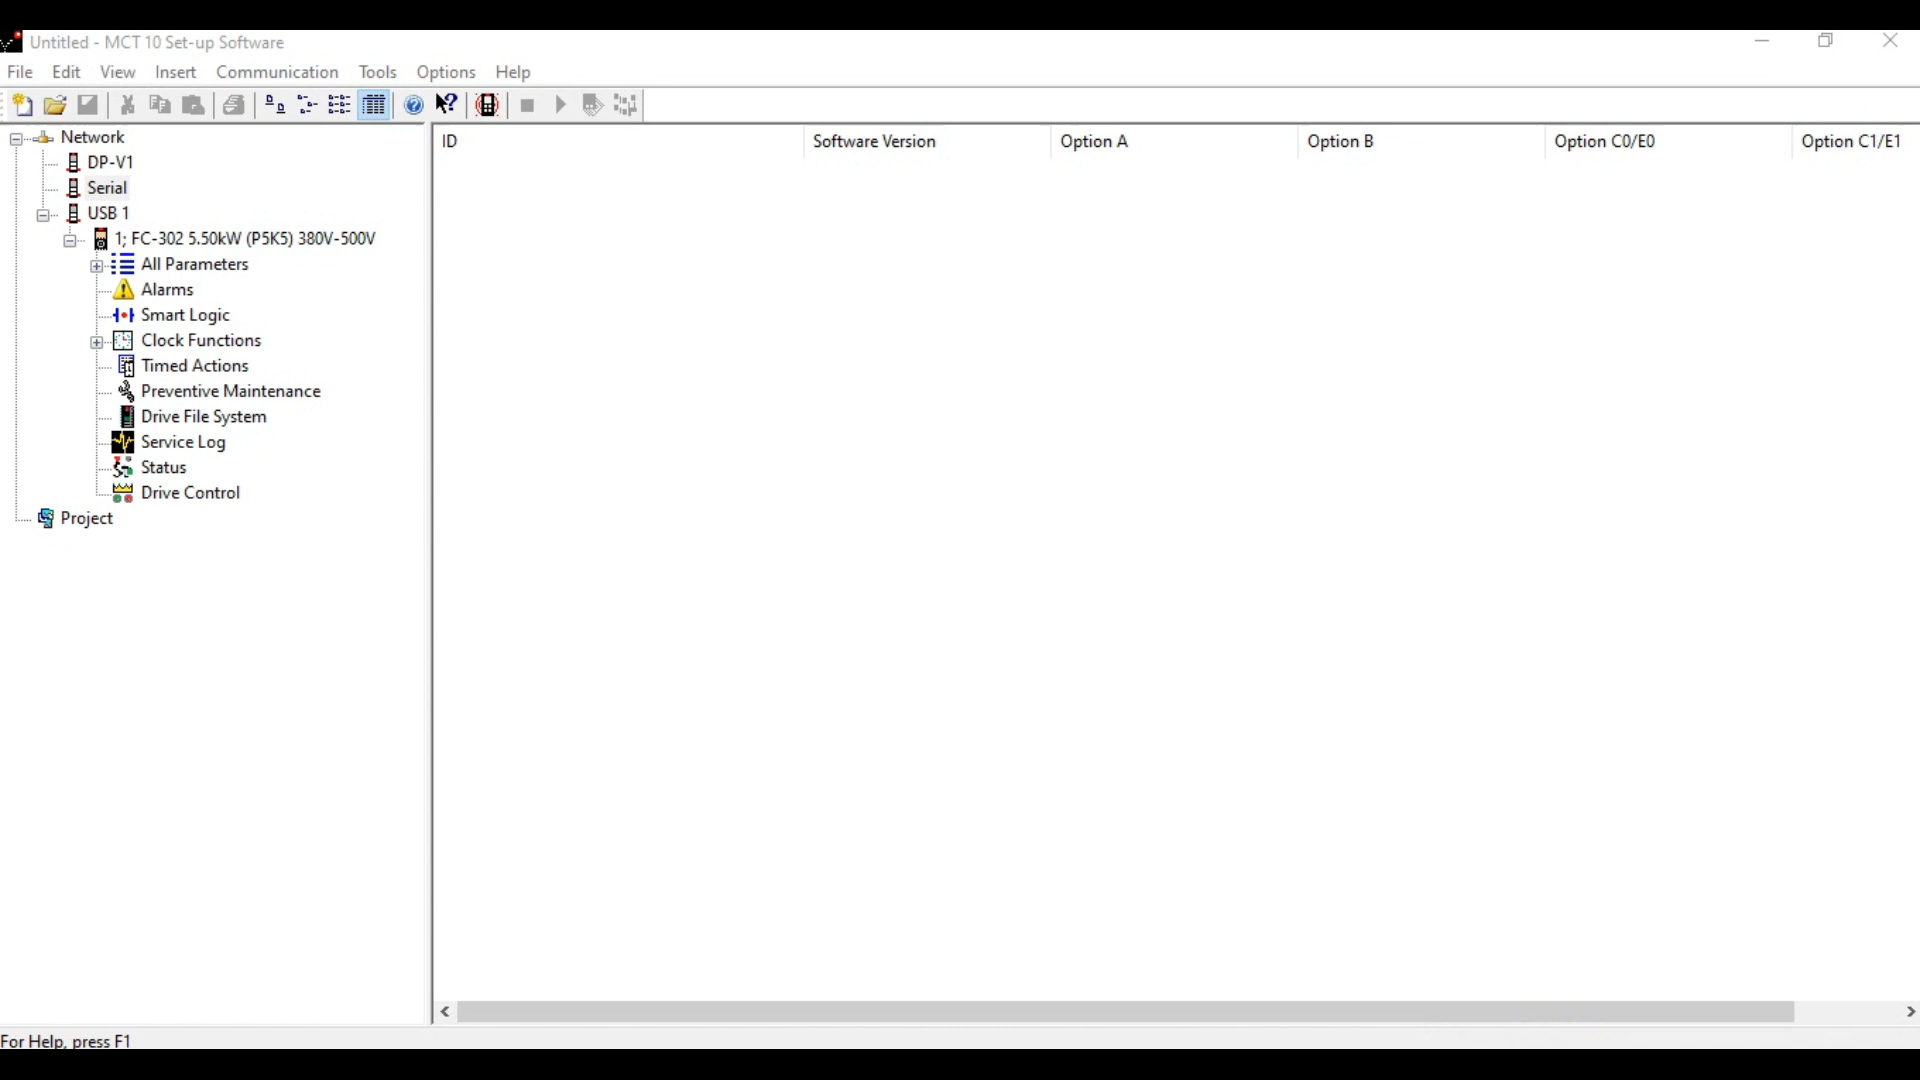 Untitled - MCT 10 Set-up Software
File Edit View Insert Communication Tools Options Help
ID Software Version Option A Option B Option C0/E0 Option C1/E1
Network
DP-V1
Serial
USB 1
1; FC-302 5.50kW (P5K5) 380V-500V
All Parameters
Alarms
Smart Logic
Clock Functions
Timed Actions
Preventive Maintenance
Drive File System
Service Log
Status
Drive Control
Project
For Help, press F1